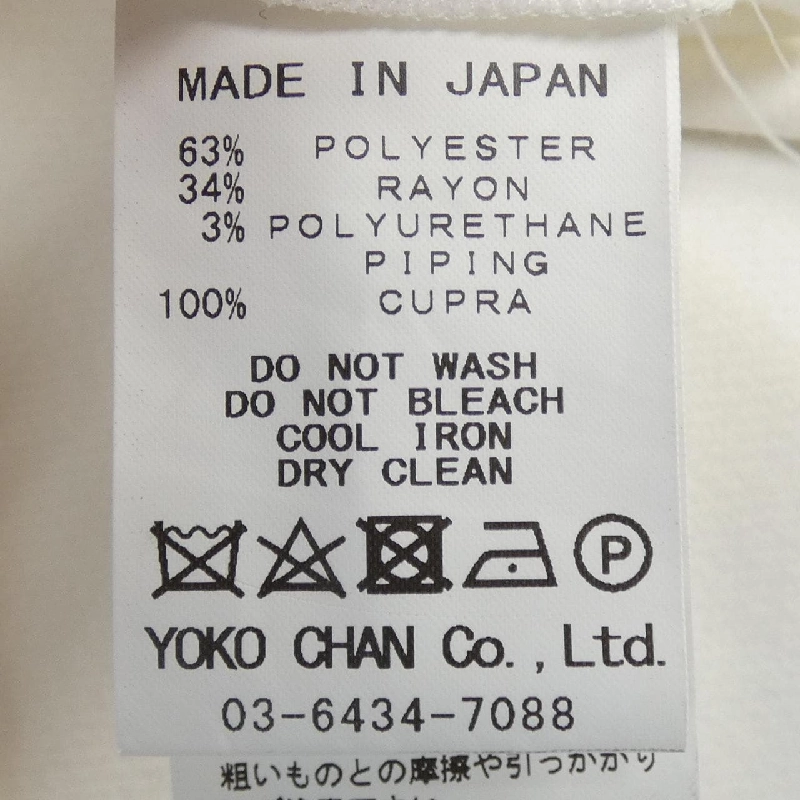 MADE IN JAPAN
63% POLYESTER
34% RAYON
3% POLYURETHANE
PIPING
100% CUPRA
DO NOT WASH
DO NOT BLEACH
COOL IRON
DRY CLEAN
P
YOKO CHAN Co.,Ltd.
03-6434-7088
粗いものとの摩擦や引っかかり